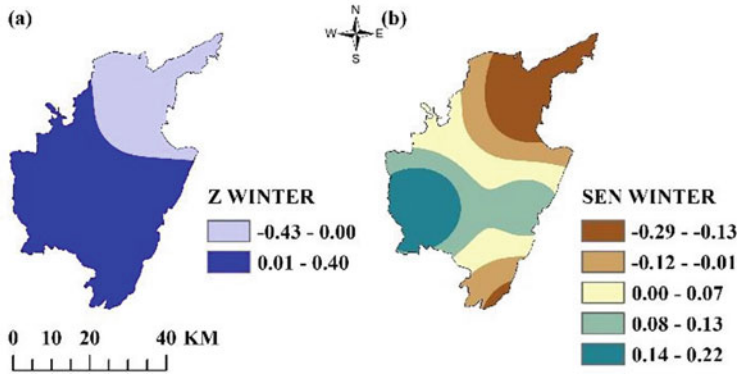 (a)
N
W E
S
(b)
Z WINTER
-0.43 - 0.00
0.01 - 0.40
0 10 20 40 KM
SEN WINTER
-0.29 - -0.13
-0.12 - -0.01
0.00 - 0.07
0.08 - 0.13
0.14 - 0.22